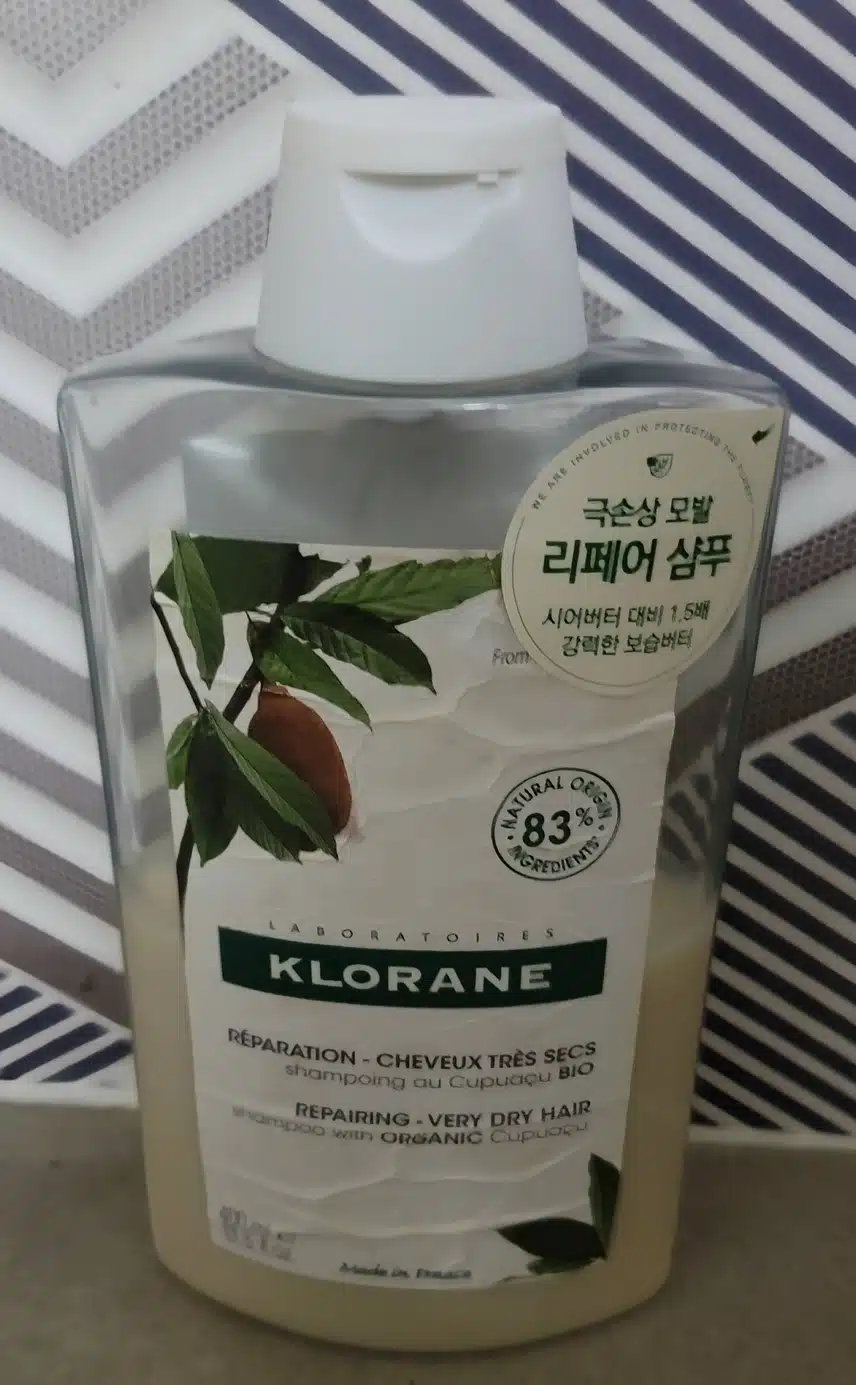 WE ARE INVOLVED IN PROTECTING THE
극손상 모발
리페어 샴푸
시어버터 대비 1.5배
강력한 보습버터
From
NATURAL ORIGIN
83%
INGREDIENTS
LABORATOIRES
KLORANE
RÉPARATION - CHEVEUX TRÈS SECS
shampoing au Cupuaçu BIO
REPAIRING - VERY DRY HAIR
shampoo with ORGANIC Cupuaçu
Made in France